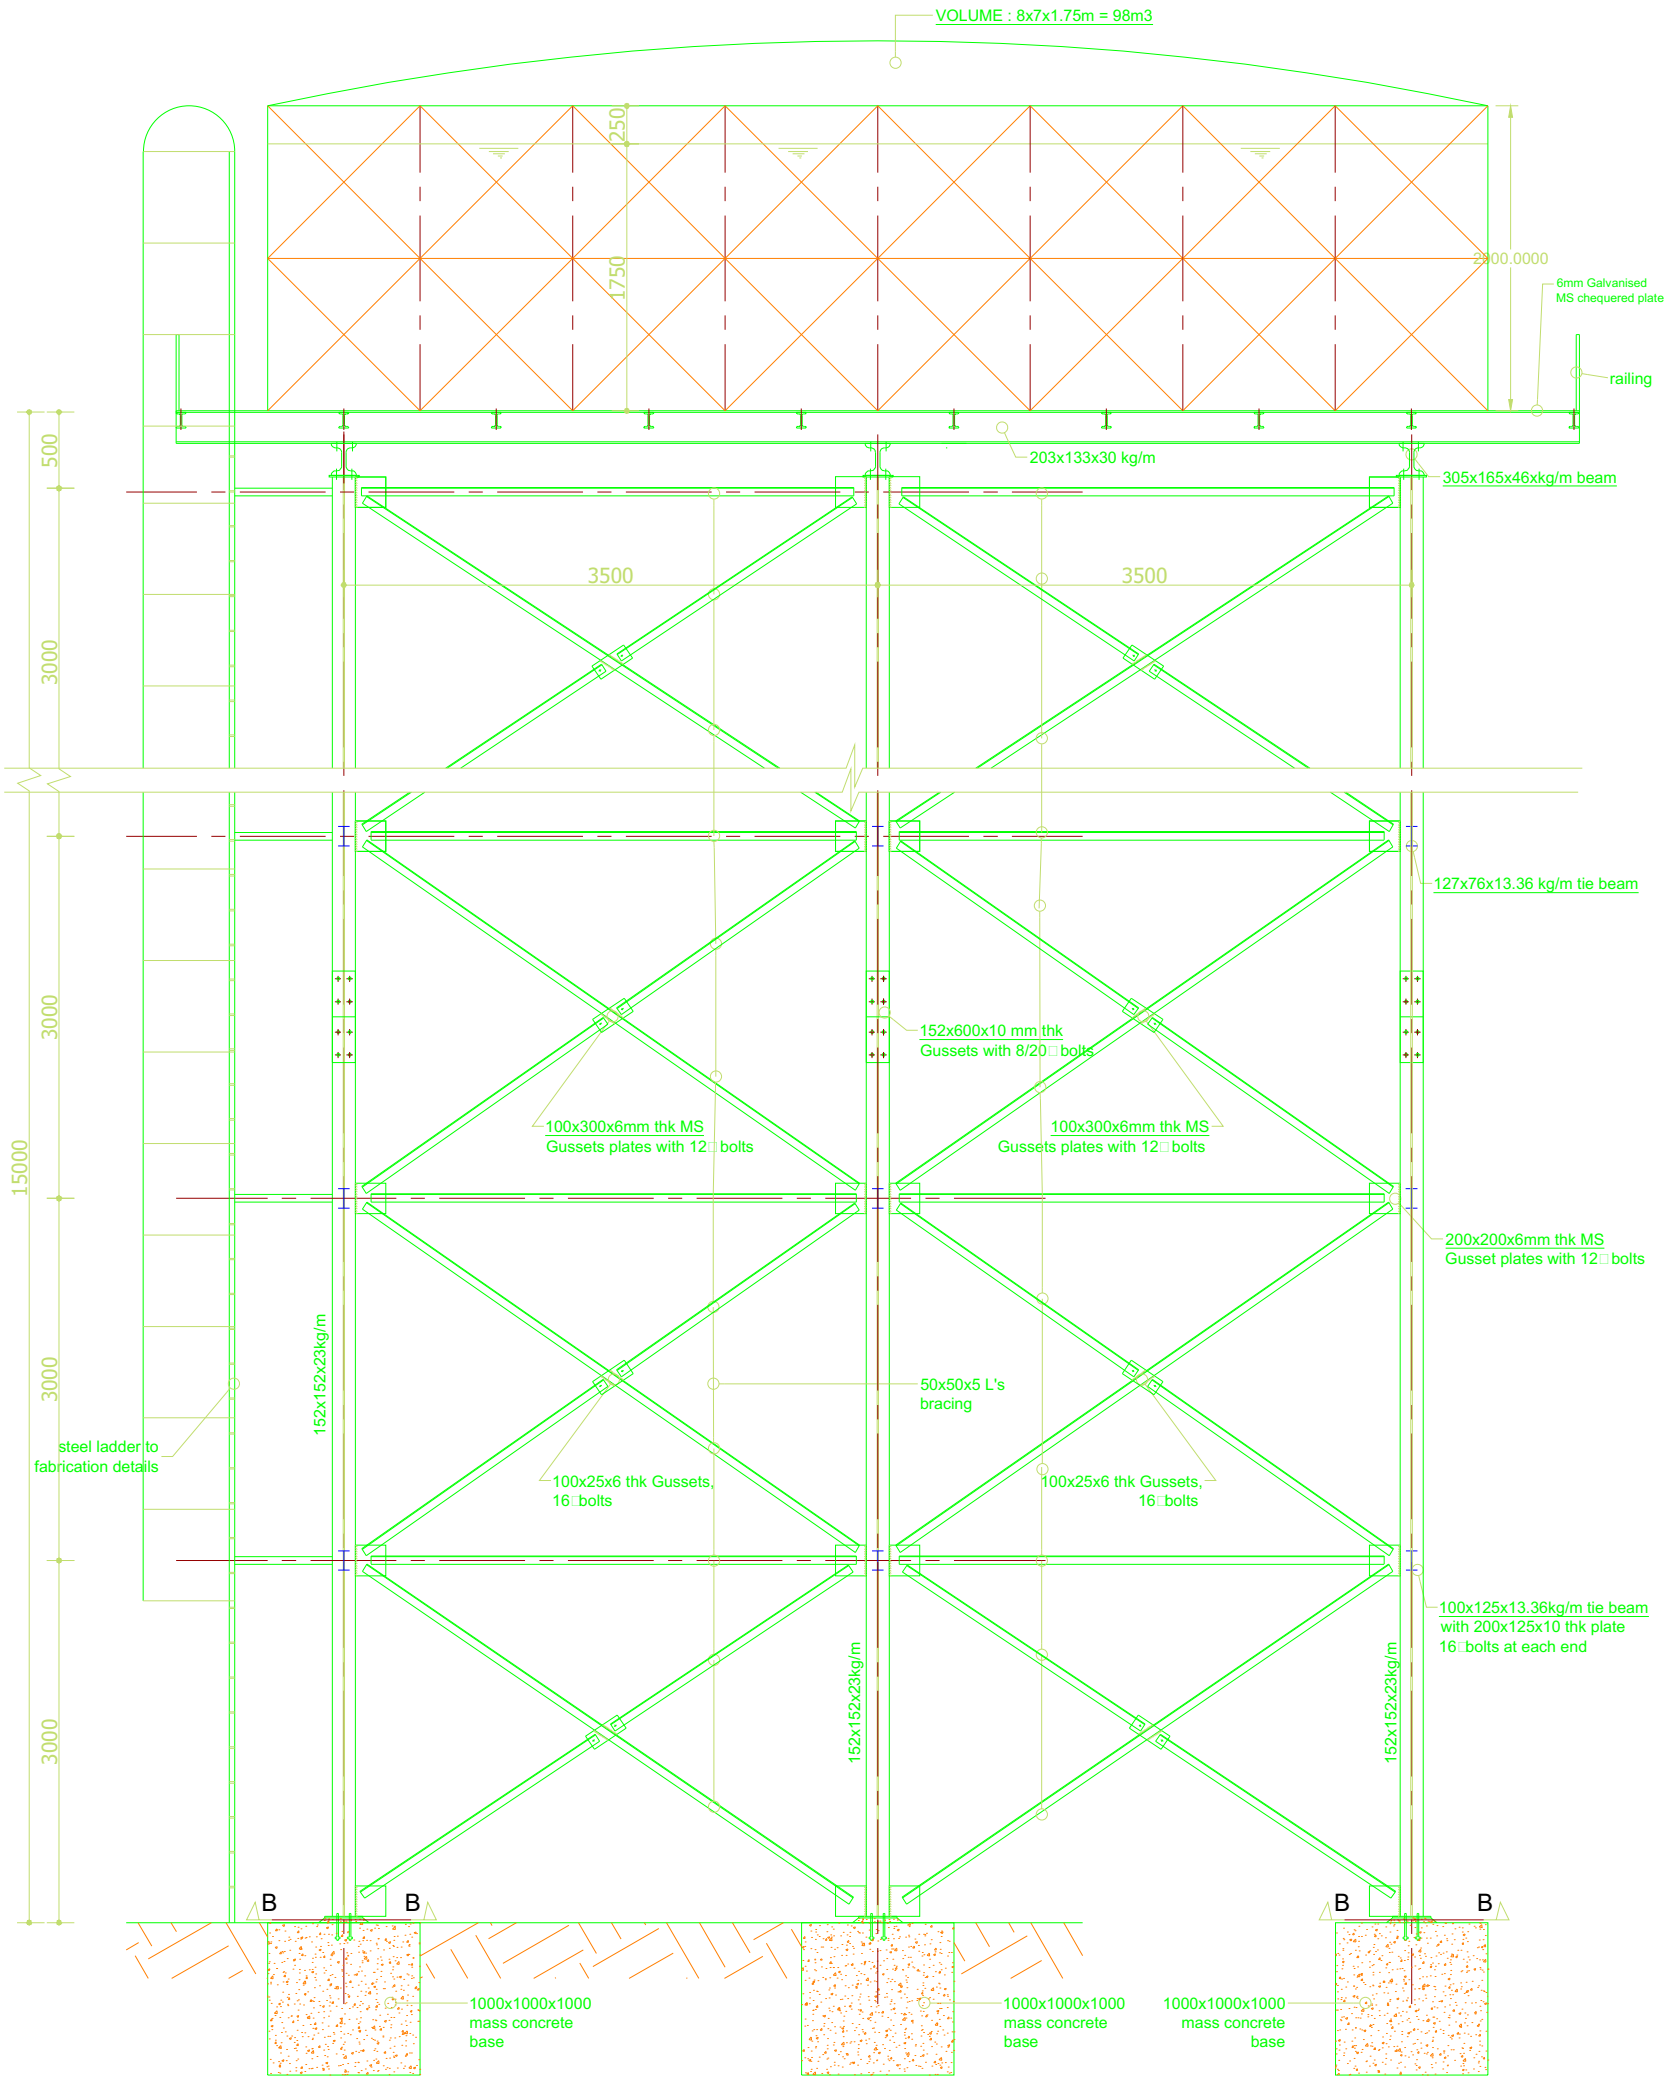 VOLUME : 8x7x1.75m = 98m3
250
1750
2000.0000
6mm Galvanised
MS chequered plate
railing
500
203x133x30 kg/m
305x165x46xkg/m beam
3500
3500
3000
127x76x13.36 kg/m tie beam
3000
152x600x10 mm thk
Gussets with 8/20□ bolts
100x300x6mm thk MS
Gussets plates with 12□ bolts
100x300x6mm thk MS
Gussets plates with 12□ bolts
15000
200x200x6mm thk MS
Gusset plates with 12□ bolts
152x152x23kg/m
3000
50x50x5 L's
bracing
steel ladder to
fabrication details
100x25x6 thk Gussets,
16□bolts
100x25x6 thk Gussets,
16□bolts
100x125x13.36kg/m tie beam
with 200x125x10 thk plate
16□bolts at each end
152x152x23kg/m
152x152x23kg/m
3000
B
B
B
B
1000x1000x1000
mass concrete
base
1000x1000x1000
mass concrete
base
1000x1000x1000
mass concrete
base